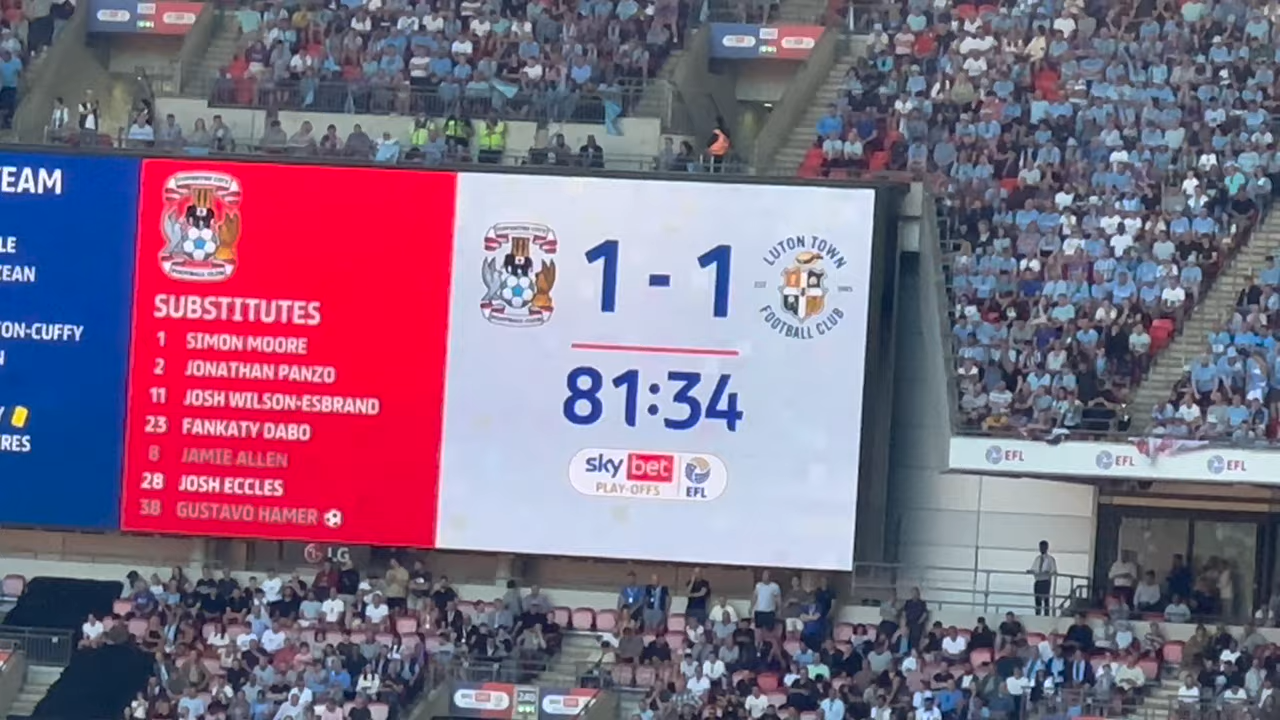 EAM
LE
EAN
ON-CUFFY
N
RES
SUBSTITUTES
1 SIMON MOORE
2 JONATHAN PANZO
11 JOSH WILSON-ESBRAND
23 FANKATY DABO
8 JAMIE ALLEN
28 JOSH ECCLES
38 GUSTAVO HAMER
1 - 1
LUTON TOWN
FOOTBALL CLUB
81:34
sky bet
PLAY-OFFS
EFL
LG
EFL
EFL
EFL